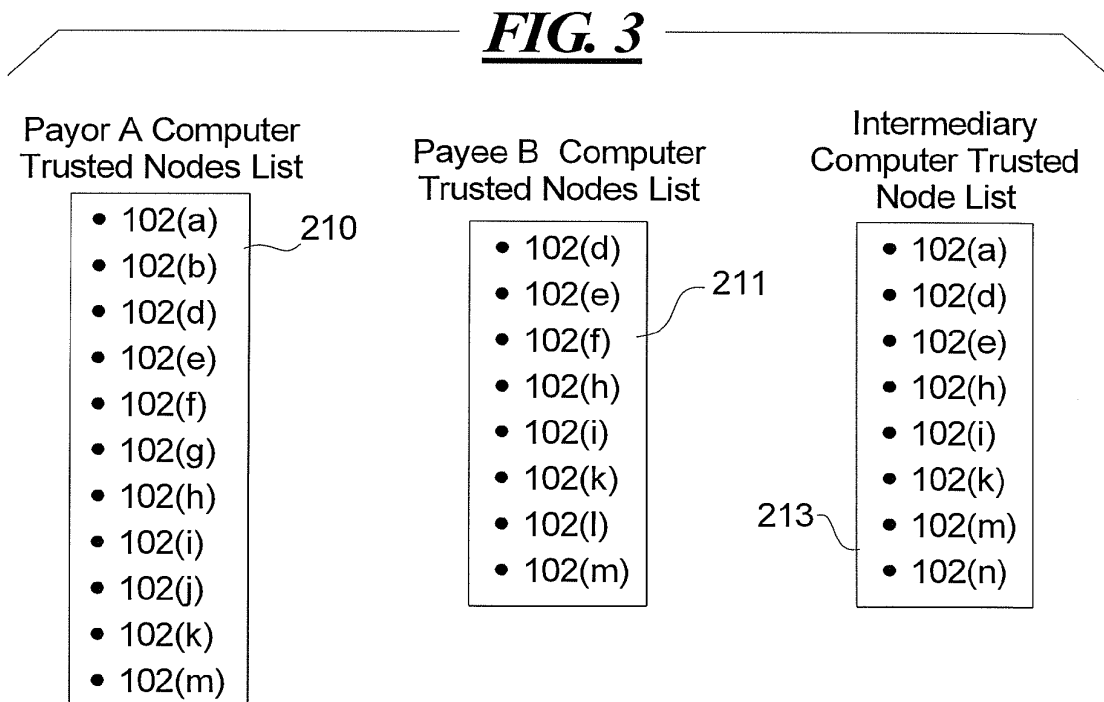 FIG. 3
Payor A Computer
Trusted Nodes List
• 102(a)
• 102(b)
• 102(d)
• 102(e)
• 102(f)
• 102(g)
• 102(h)
• 102(i)
• 102(j)
• 102(k)
• 102(m)
210
Payee B Computer
Trusted Nodes List
• 102(d)
• 102(e)
• 102(f)
• 102(h)
• 102(i)
• 102(k)
• 102(l)
• 102(m)
211
Intermediary
Computer Trusted
Node List
• 102(a)
• 102(d)
• 102(e)
• 102(h)
• 102(i)
• 102(k)
• 102(m)
• 102(n)
213